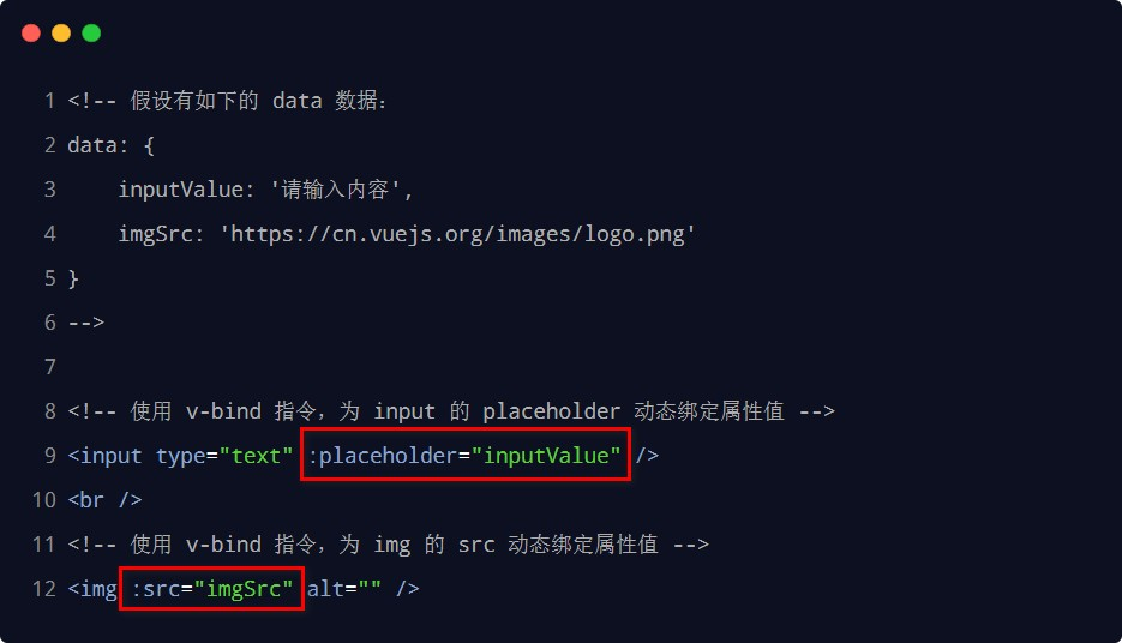 1 <!-- 假设有如下的 data 数据：
2 data: {
3     inputValue: '请输入内容',
4     imgSrc: 'https://cn.vuejs.org/images/logo.png'
5 }
6 -->
7
8 <!-- 使用 v-bind 指令，为 input 的 placeholder 动态绑定属性值 -->
9 <input type="text" :placeholder="inputValue" />
10 <br />
11 <!-- 使用 v-bind 指令，为 img 的 src 动态绑定属性值 -->
12 <img :src="imgSrc" alt="" />